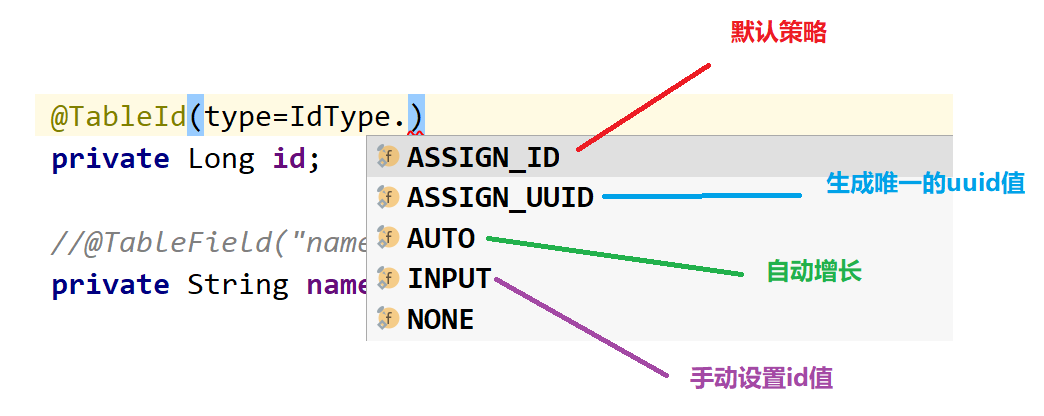 默认策略
@TableId(type=IdType.)
private Long id;
ASSIGN_ID
ASSIGN_UUID
生成唯一的uuid值
//@TableField("name
AUTO
自动增长
private String name
INPUT
NONE
手动设置id值